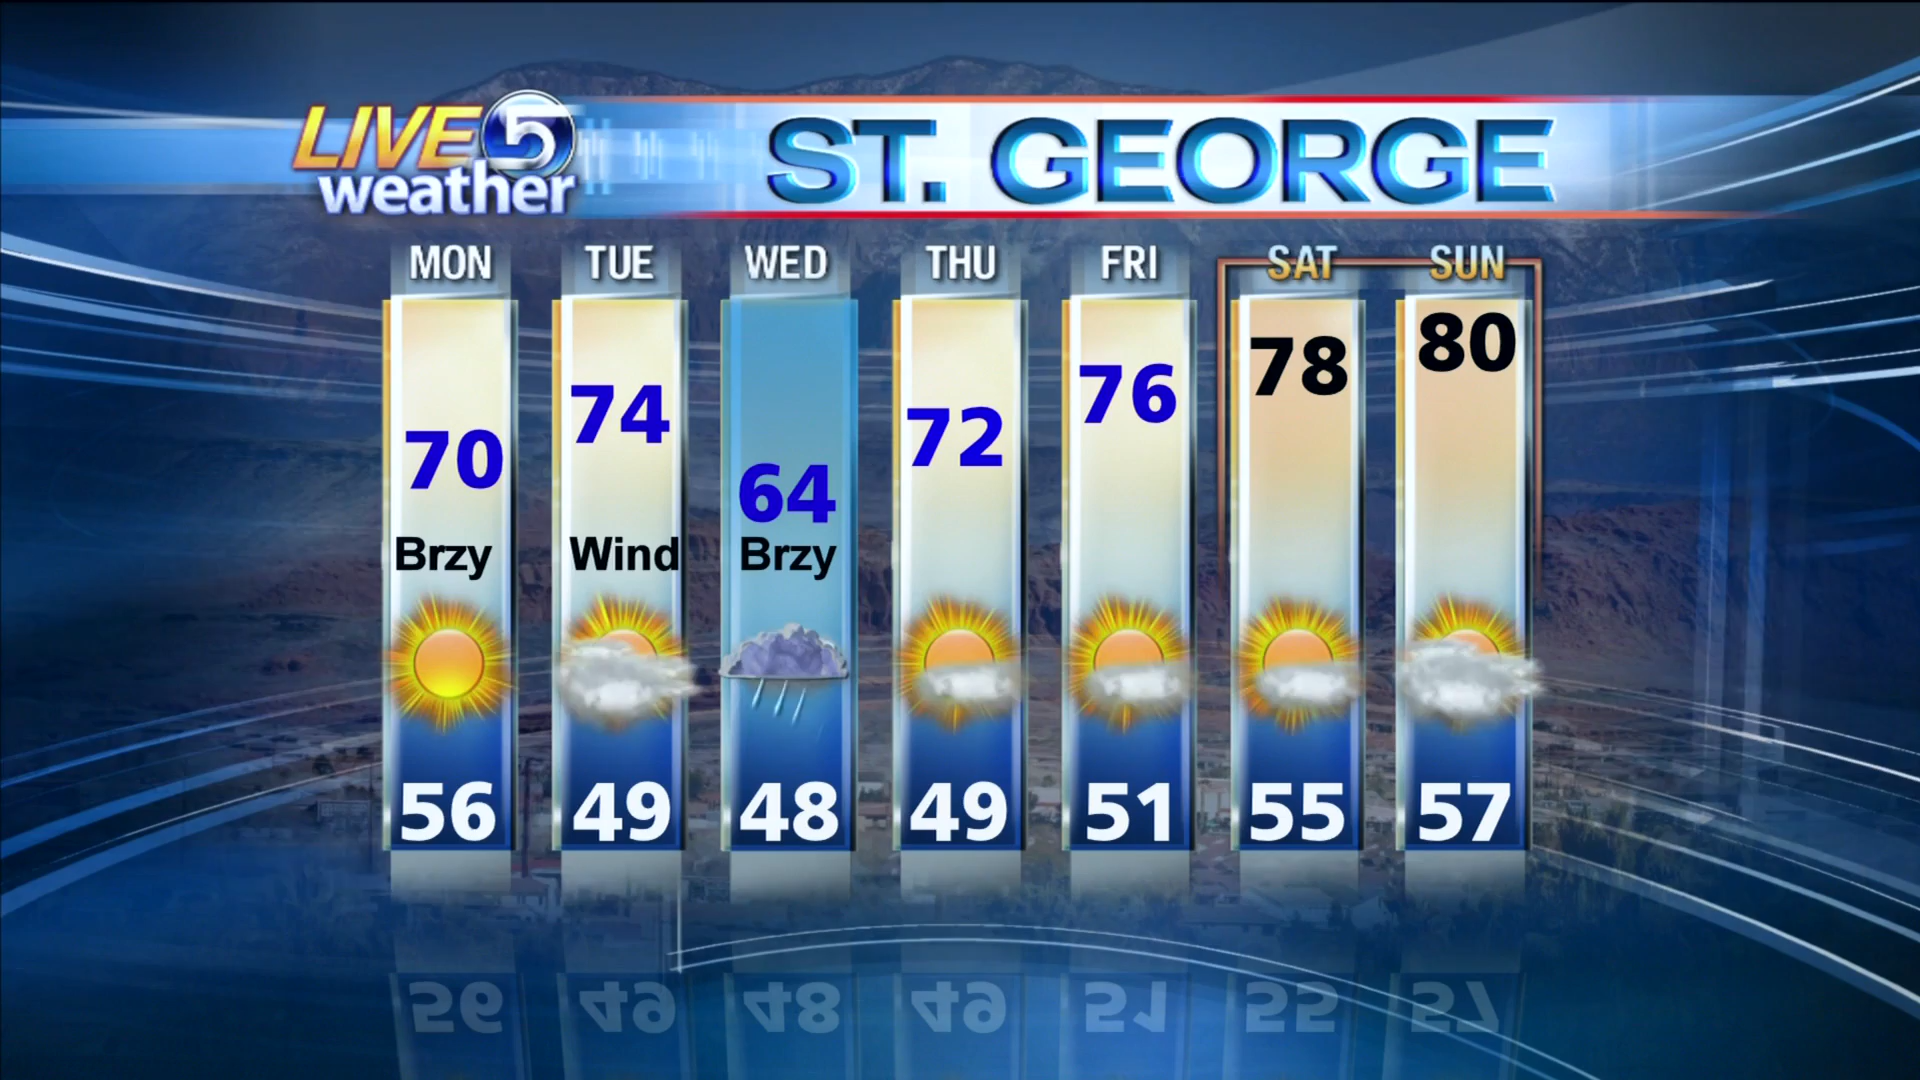 LIVE 5
weather
ST. GEORGE
MON TUE WED THU FRI SAT SUN
70 74 64 72 76 78 80
Brzy Wind Brzy
56 49 48 49 51 55 57